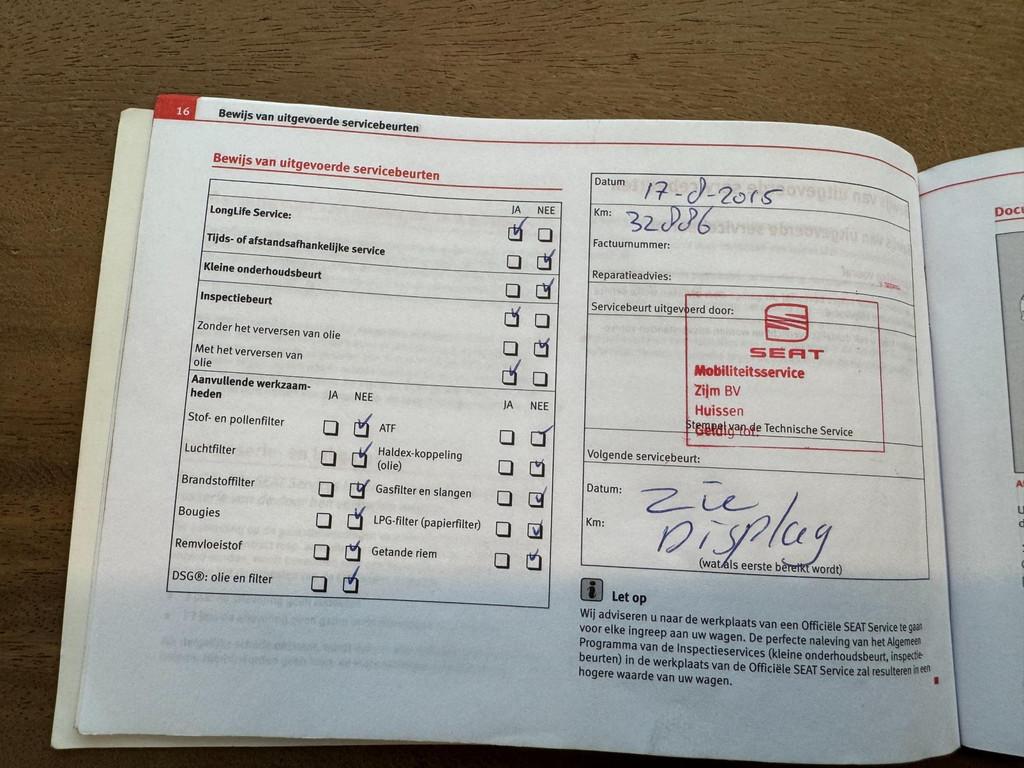 16
Bewijs van uitgevoerde servicebeurten
Bewijs van uitgevoerde servicebeurten
JA NEE
LongLife Service:
Tijds- of afstandsafhankelijke service
Kleine onderhoudsbeurt
Inspectiebeurt
Zonder het verversen van olie
Met het verversen van
olie
Aanvullende werkzaam-
heden
JA NEE
JA NEE
Stof- en pollenfilter
ATF
Luchtfilter
Haldex-koppeling
(olie)
Brandstoffilter
Gasfilter en slangen
Bougies
LPG-filter (papierfilter)
Remvloeistof
Getande riem
DSG®: olie en filter
Datum 17-8-2015
Km: 32886
Factuurnummer:
Reparatieadvies:
Servicebeurt uitgevoerd door:
SEAT
Mobiliteitsservice
Zijm BV
Huissen
Geldig tot:
Stempel van de Technische Service
Volgende servicebeurt:
Datum: Zie
Km: Display
(wat als eerste bereikt wordt)
i Let op
Wij adviseren u naar de werkplaats van een Officiële SEAT Service te gaan
voor elke ingreep aan uw wagen. De perfecte naleving van het Algemeen
Programma van de Inspectieservices (kleine onderhoudsbeurt, inspectie-
beurten) in de werkplaats van de Officiële SEAT Service zal resulteren in een
hogere waarde van uw wagen.
Docu